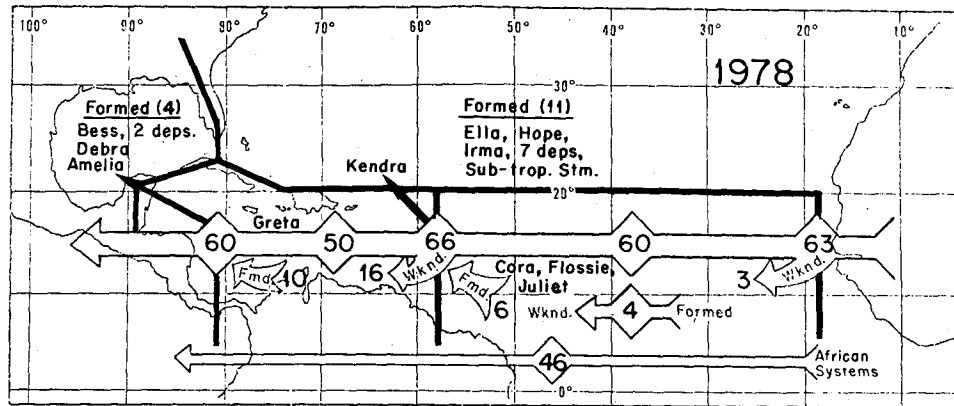 100° 90° 80° 70° 60° 50° 40° 30° 20° 10°
1978
30°
Formed (4)
Bess, 2 deps.
Debra
Amelia
Formed (11)
Ella, Hope,
Irma, 7 deps,
Sub-trop. Stm.
Kendra
20°
Greta
60 50 66 60 63
10 Fmd.
16 Wknd.
Fmd. 6
Cora, Flossie,
Juliet
3 Wknd.
Wknd. 4 Formed
46
African
Systems
0°